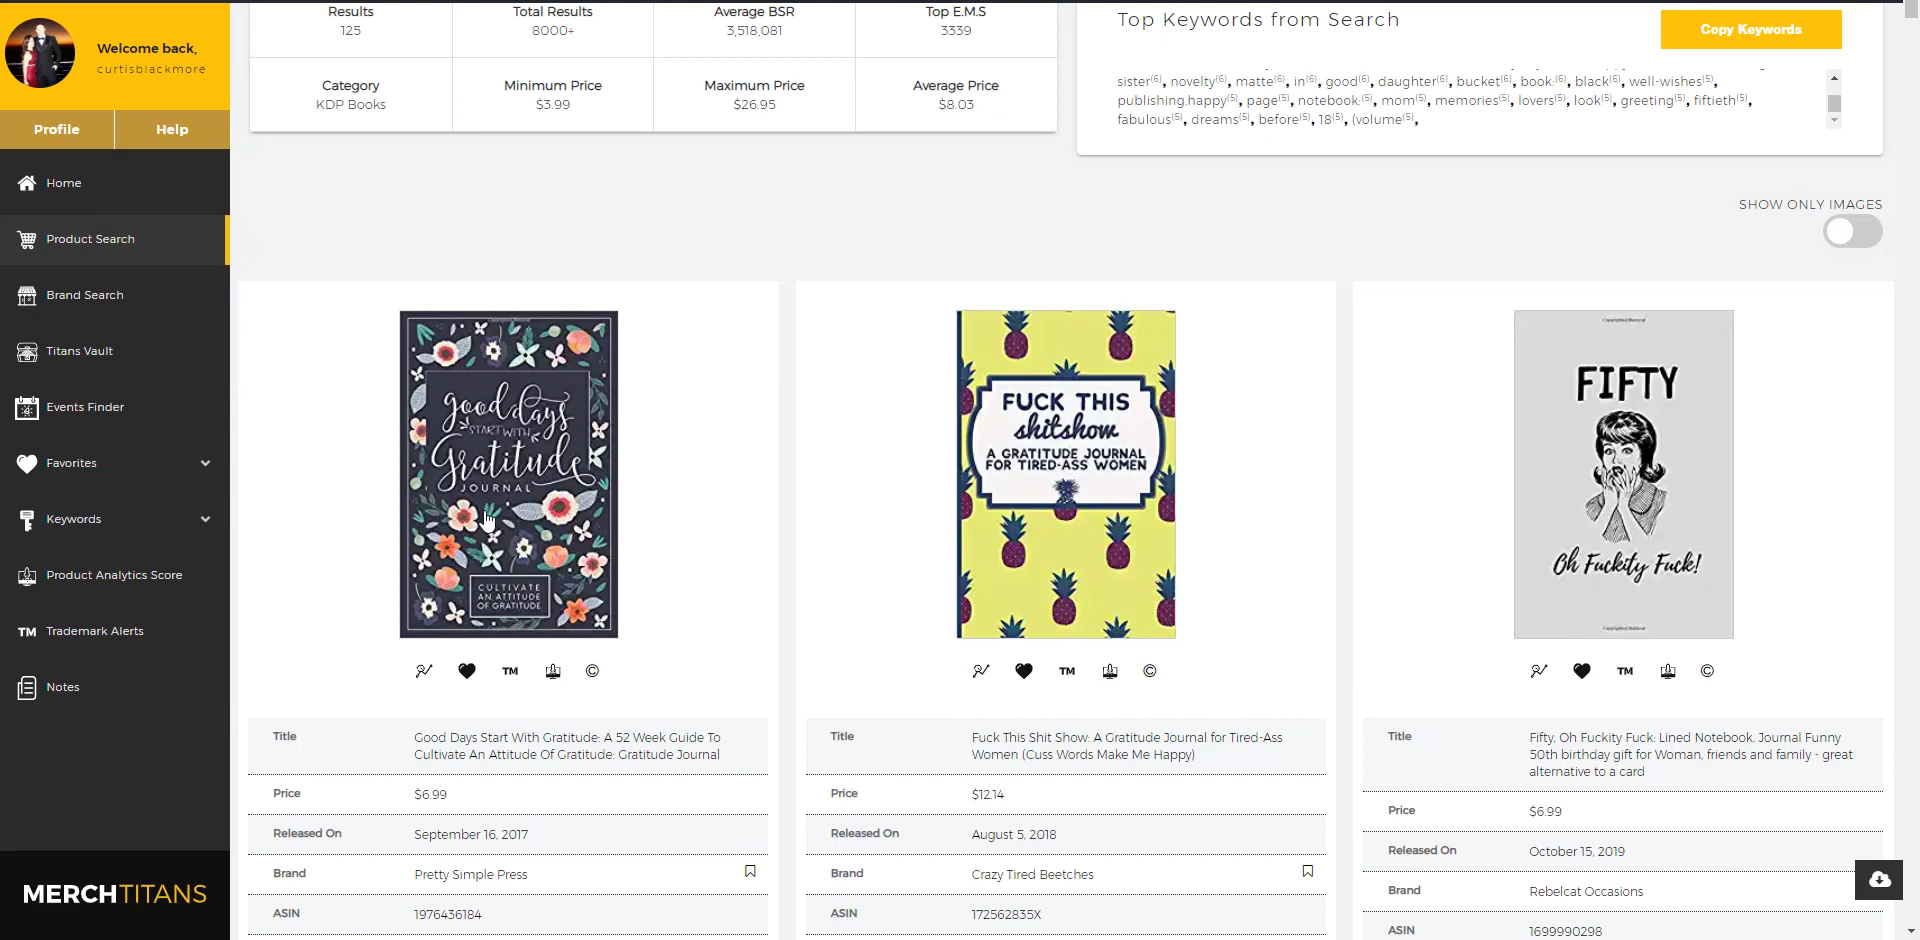 Welcome back,
curtisblackmore
Profile
Help
Home
Product Search
Brand Search
Titans Vault
Events Finder
Favorites
Keywords
Product Analytics Score
TM Trademark Alerts
Notes
MERCHTITANS
Results
125
Total Results
8000+
Average BSR
3,518,081
Top E.M.S
3339
Category
KDP Books
Minimum Price
$3.99
Maximum Price
$26.95
Average Price
$8.03
Top Keywords from Search
Copy Keywords
sister(6), novelty(6), matte(6), in(6), good(6), daughter(6), bucket(6), book:(6), black(6), well-wishes(5),
publishing,happy(5), page(5), notebook:(5), mom(5), memories(5), lovers(5), look(5), greeting(5), fiftieth(5),
fabulous(5), dreams(5), before(5), 18(5), (volume(5),
SHOW ONLY IMAGES
good days
START WITH
Gratitude
JOURNAL
CULTIVATE
AN ATTITUDE
OF GRATITUDE
TM
©
Title
Good Days Start With Gratitude: A 52 Week Guide To
Cultivate An Attitude Of Gratitude: Gratitude Journal
Price
$6.99
Released On
September 16, 2017
Brand
Pretty Simple Press
ASIN
1976436184
FUCK THIS
shitshow
A GRATITUDE JOURNAL
FOR TIRED-ASS WOMEN
TM
©
Title
Fuck This Shit Show: A Gratitude Journal for Tired-Ass
Women (Cuss Words Make Me Happy)
Price
$12.14
Released On
August 5, 2018
Brand
Crazy Tired Beetches
ASIN
172562835X
Copyrighted Material
FIFTY
Oh Fuckity Fuck!
Copyrighted Material
TM
©
Title
Fifty, Oh Fuckity Fuck: Lined Notebook, Journal Funny
50th birthday gift for Woman, friends and family - great
alternative to a card
Price
$6.99
Released On
October 15, 2019
Brand
Rebelcat Occasions
ASIN
1699990298